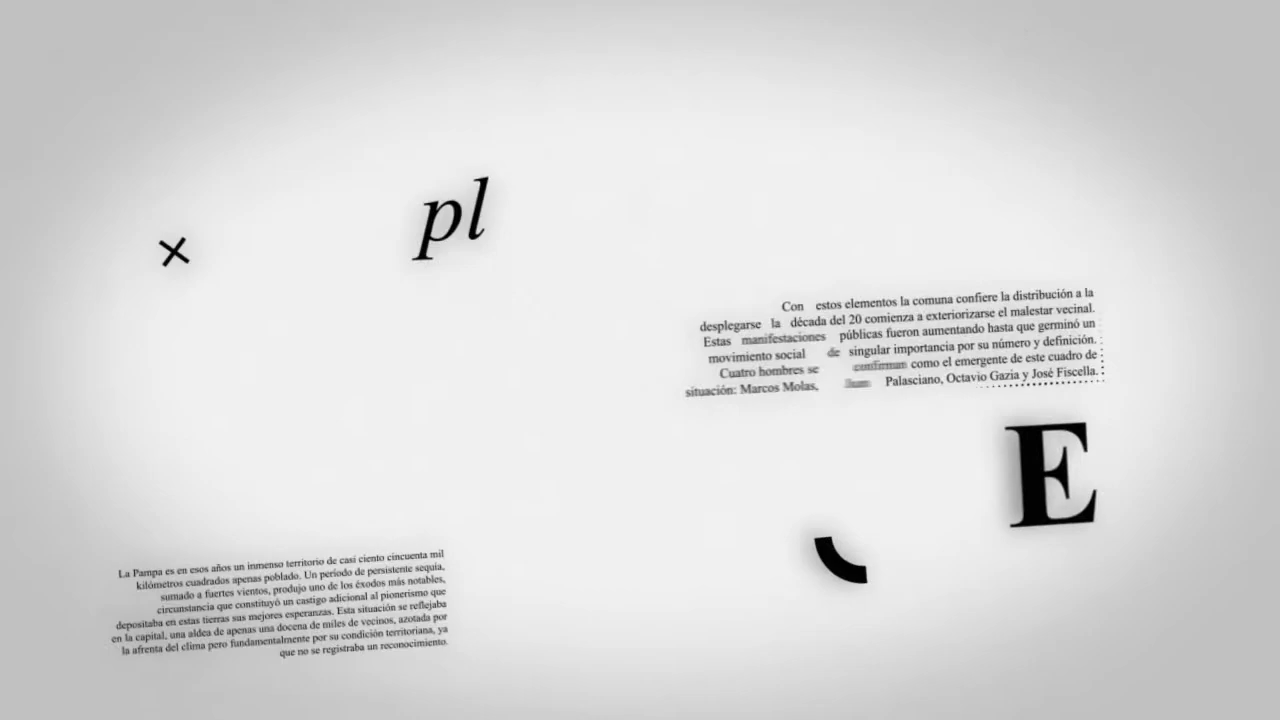 ×
pl
Con estos elementos la comuna confiere la distribución a la
desplegarse la década del 20 comienza a exteriorizarse el malestar vecinal.
Estas manifestaciones públicas fueron aumentando hasta que germinó un
movimiento social de singular importancia por su número y definición.
Cuatro hombres se confirman como el emergente de este cuadro de
situación: Marcos Molas, Palasciano, Octavio Gazia y José Fiscella.
E
La Pampa es en esos años un inmenso territorio de casi ciento cincuenta mil
kilómetros cuadrados apenas poblado. Un período de persistente sequía,
sumado a fuertes vientos, produjo uno de los éxodos más notables,
circunstancia que constituyó un castigo adicional al pionerismo que
depositaba en estas tierras sus mejores esperanzas. Esta situación se reflejaba
en la capital, una aldea de apenas una docena de miles de vecinos, azotada por
la afrenta del clima pero fundamentalmente por su condición territoriana, ya
que no se registraba un reconocimiento.